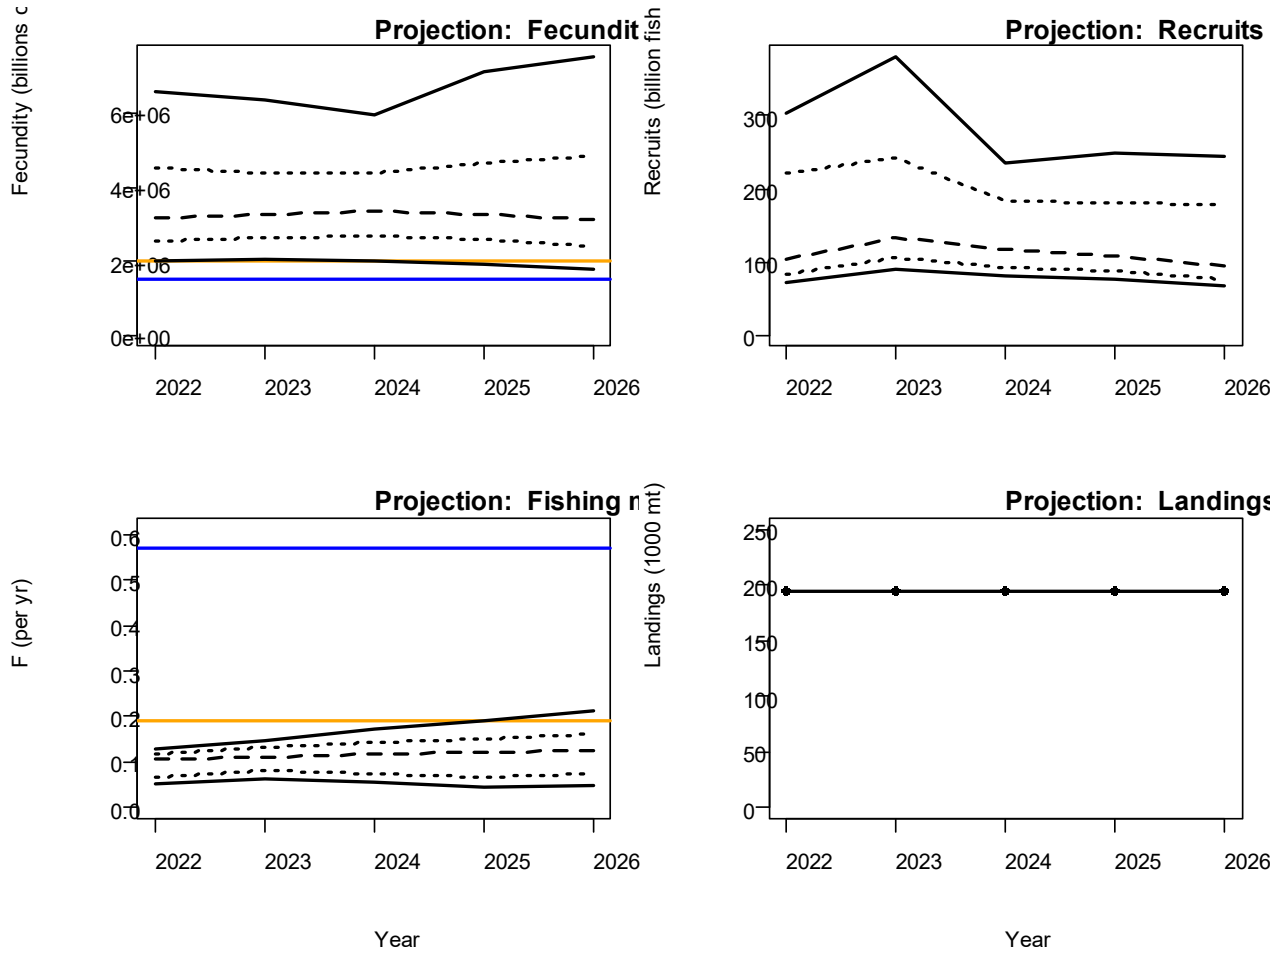 Projection: Fecundit
Fecundity (billions
6e+06
4e+06
2e+06
0e+00
2022 2023 2024 2025 2026
Projection: Recruits
Recruits (billion fish
300
200
100
0
2022 2023 2024 2025 2026
Projection: Fishing
F (per yr)
0.6
0.5
0.4
0.3
0.2
0.1
0.0
2022 2023 2024 2025 2026
Year
Projection: Landings
Landings (1000 mt)
250
200
150
100
50
0
2022 2023 2024 2025 2026
Year